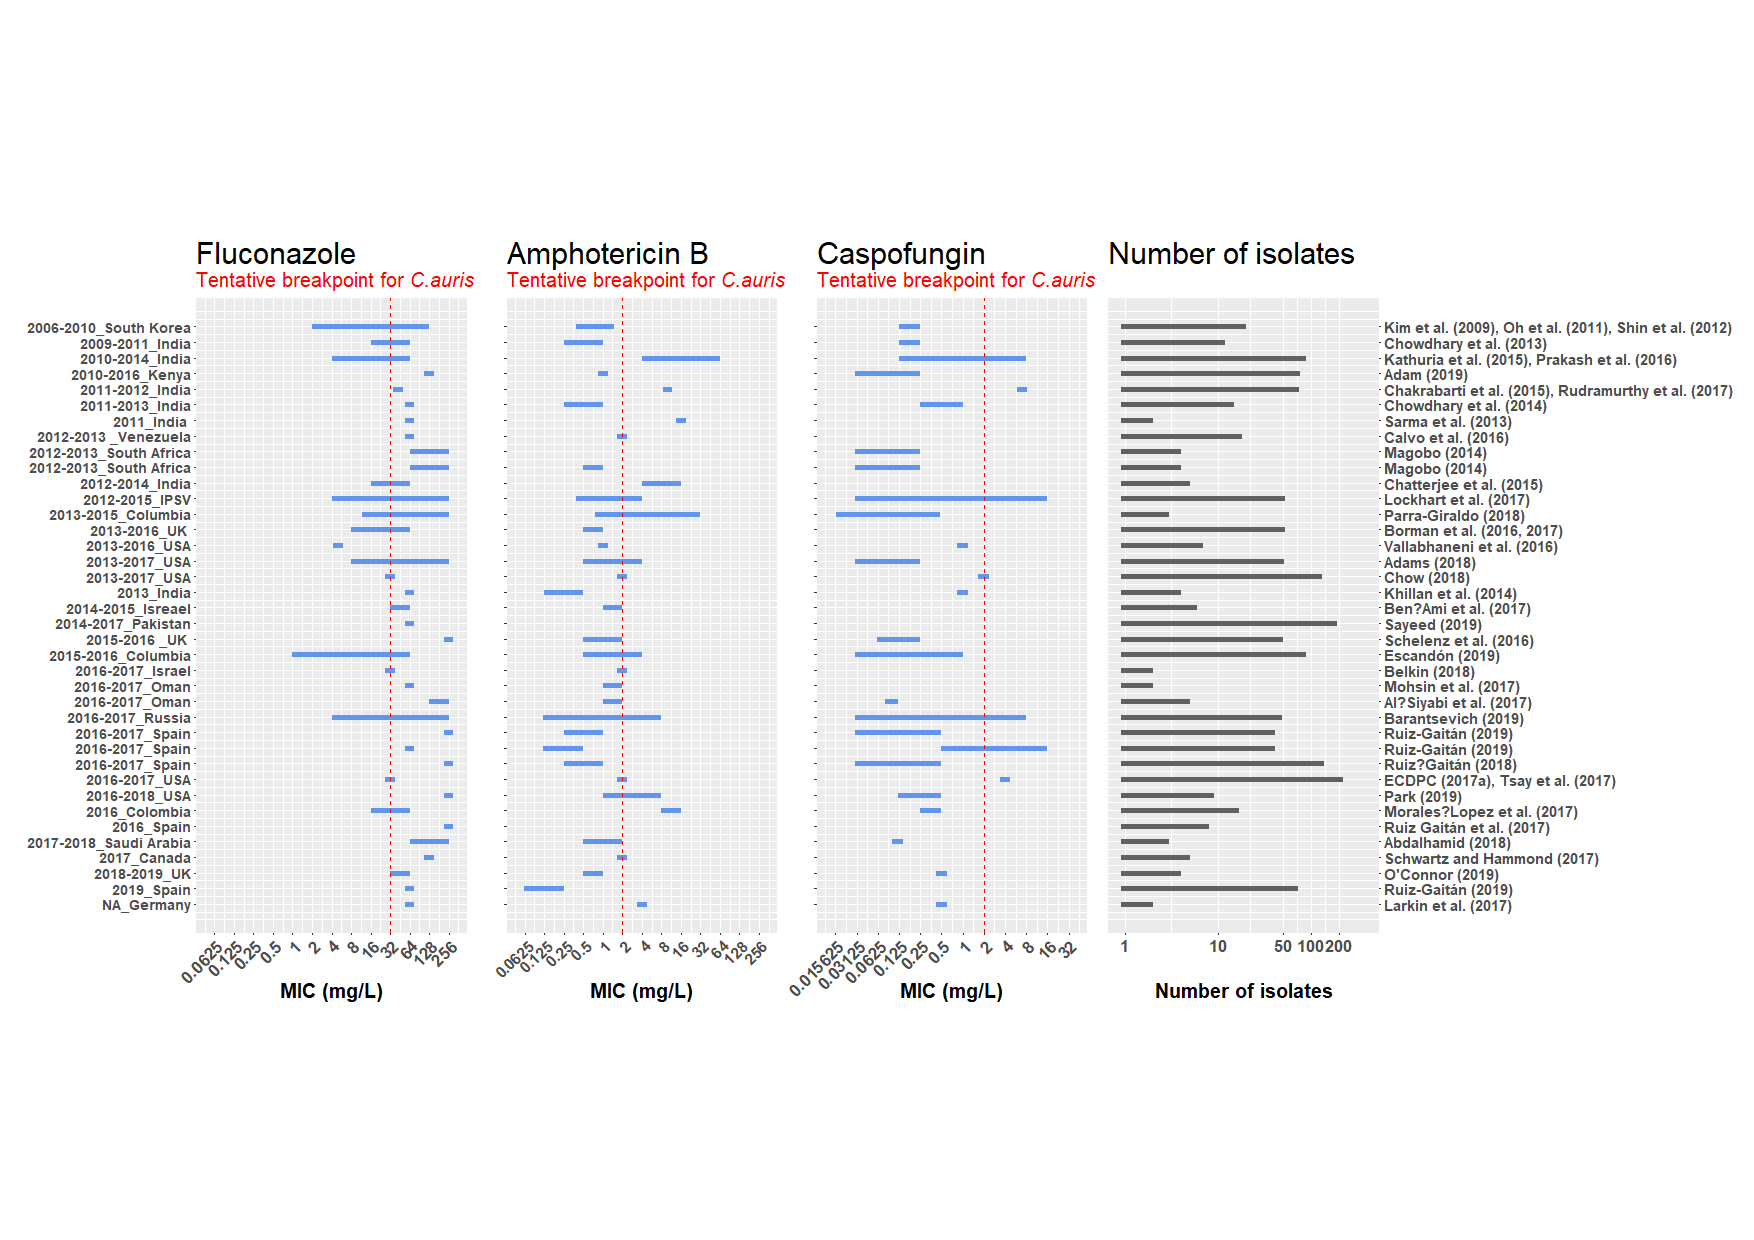 Fluconazole
Amphotericin B
Caspofungin
Number of isolates
Tentative breakpoint for C.auris
Tentative breakpoint for C.auris
Tentative breakpoint for C.auris
2006-2010_South Korea
Kim et al. (2009), Oh et al. (2011), Shin et al. (2012)
2009-2011_India
Chowdhary et al. (2013)
2010-2014_India
Kathuria et al. (2015), Prakash et al. (2016)
2010-2016_Kenya
Adam (2019)
2011-2012_India
Chakrabarti et al. (2015), Rudramurthy et al. (2017)
2011-2013_India
Chowdhary et al. (2014)
2011_India
Sarma et al. (2013)
2012-2013 _Venezuela
Calvo et al. (2016)
2012-2013_South Africa
Magobo (2014)
2012-2013_South Africa
Magobo (2014)
2012-2014_India
Chatterjee et al. (2015)
2012-2015_IPSV
Lockhart et al. (2017)
2013-2015_Columbia
Parra-Giraldo (2018)
2013-2016_UK
Borman et al. (2016, 2017)
2013-2016_USA
Vallabhaneni et al. (2016)
2013-2017_USA
Adams (2018)
2013-2017_USA
Chow (2018)
2013_India
Khillan et al. (2014)
2014-2015_Isreael
Ben?Ami et al. (2017)
2014-2017_Pakistan
Sayeed (2019)
2015-2016 _UK
Schelenz et al. (2016)
2015-2016_Columbia
Escandón (2019)
2016-2017_Israel
Belkin (2018)
2016-2017_Oman
Mohsin et al. (2017)
2016-2017_Oman
Al?Siyabi et al. (2017)
2016-2017_Russia
Barantsevich (2019)
2016-2017_Spain
Ruiz-Gaitán (2019)
2016-2017_Spain
Ruiz-Gaitán (2019)
2016-2017_Spain
Ruiz?Gaitán (2018)
2016-2017_USA
ECDPC (2017a), Tsay et al. (2017)
2016-2018_USA
Park (2019)
2016_Colombia
Morales?Lopez et al. (2017)
2016_Spain
Ruiz Gaitán et al. (2017)
2017-2018_Saudi Arabia
Abdalhamid (2018)
2017_Canada
Schwartz and Hammond (2017)
2018-2019_UK
O'Connor (2019)
2019_Spain
Ruiz-Gaitán (2019)
NA_Germany
Larkin et al. (2017)
0.0625 0.125 0.25 0.5 1 2 4 8 16 32 64 128 256
0.0625 0.125 0.25 0.5 1 2 4 8 16 32 64 128 256
0.015625 0.03125 0.0625 0.125 0.25 0.5 1 2 4 8 16 32
1 10 50 100 200
MIC (mg/L)
MIC (mg/L)
MIC (mg/L)
Number of isolates